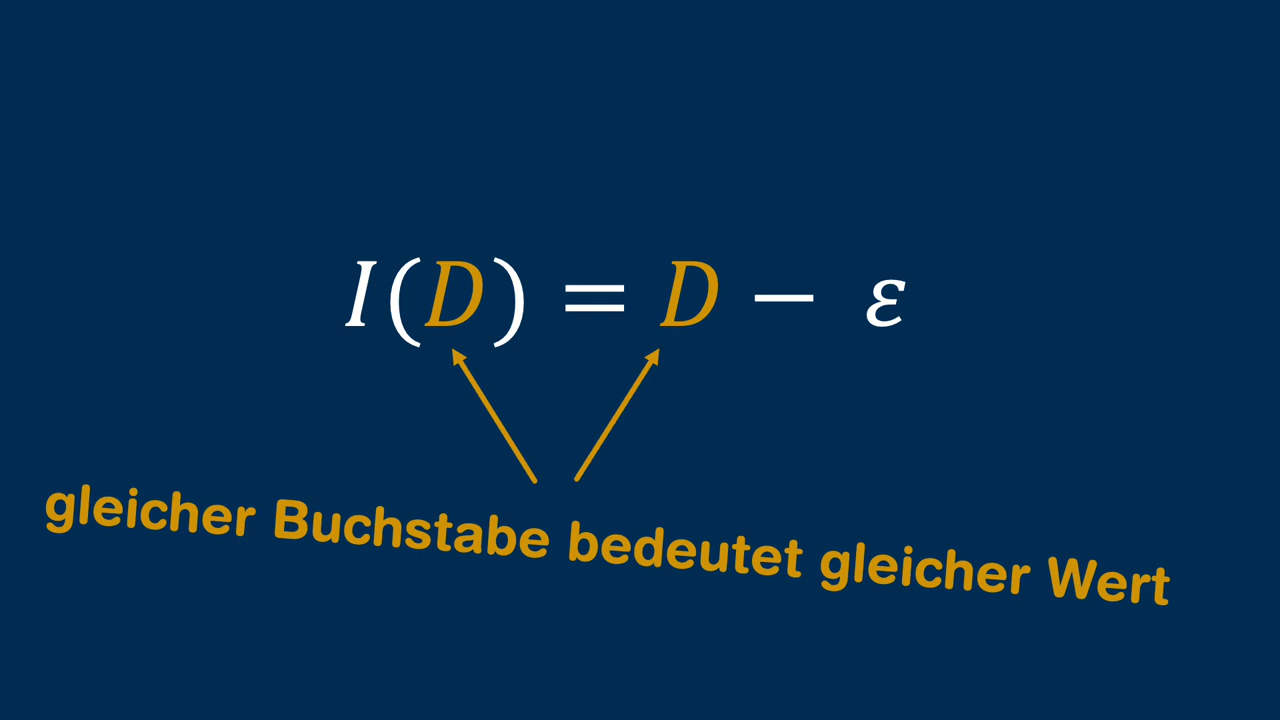 I(D) = D − ε
gleicher Buchstabe bedeutet gleicher Wert